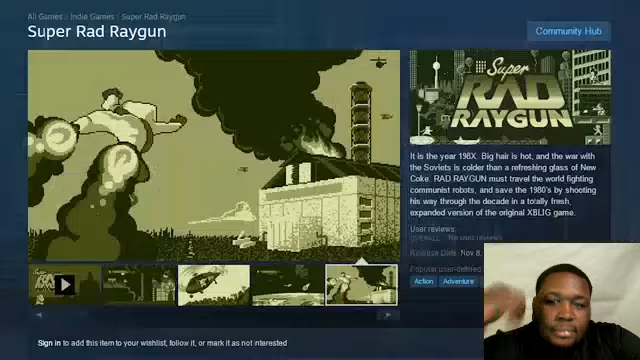 All Games › Indie Games › Super Rad Raygun
Super Rad Raygun
Community Hub
Super
RAD
RAYGUN
It is the year 198X. Big hair is hot, and the war with
the Soviets is colder than a refreshing glass of New
Coke. RAD RAYGUN must travel the world fighting
communist robots, and save the 1980's by shooting
his way through the decade in a totally fresh,
expanded version of the original XBLIG game.
User reviews:
OVERALL:
Release Date: Nov 8,
Popular user-defined
Action Adventure
Sign in to add this item to your wishlist, follow it, or mark it as not interested